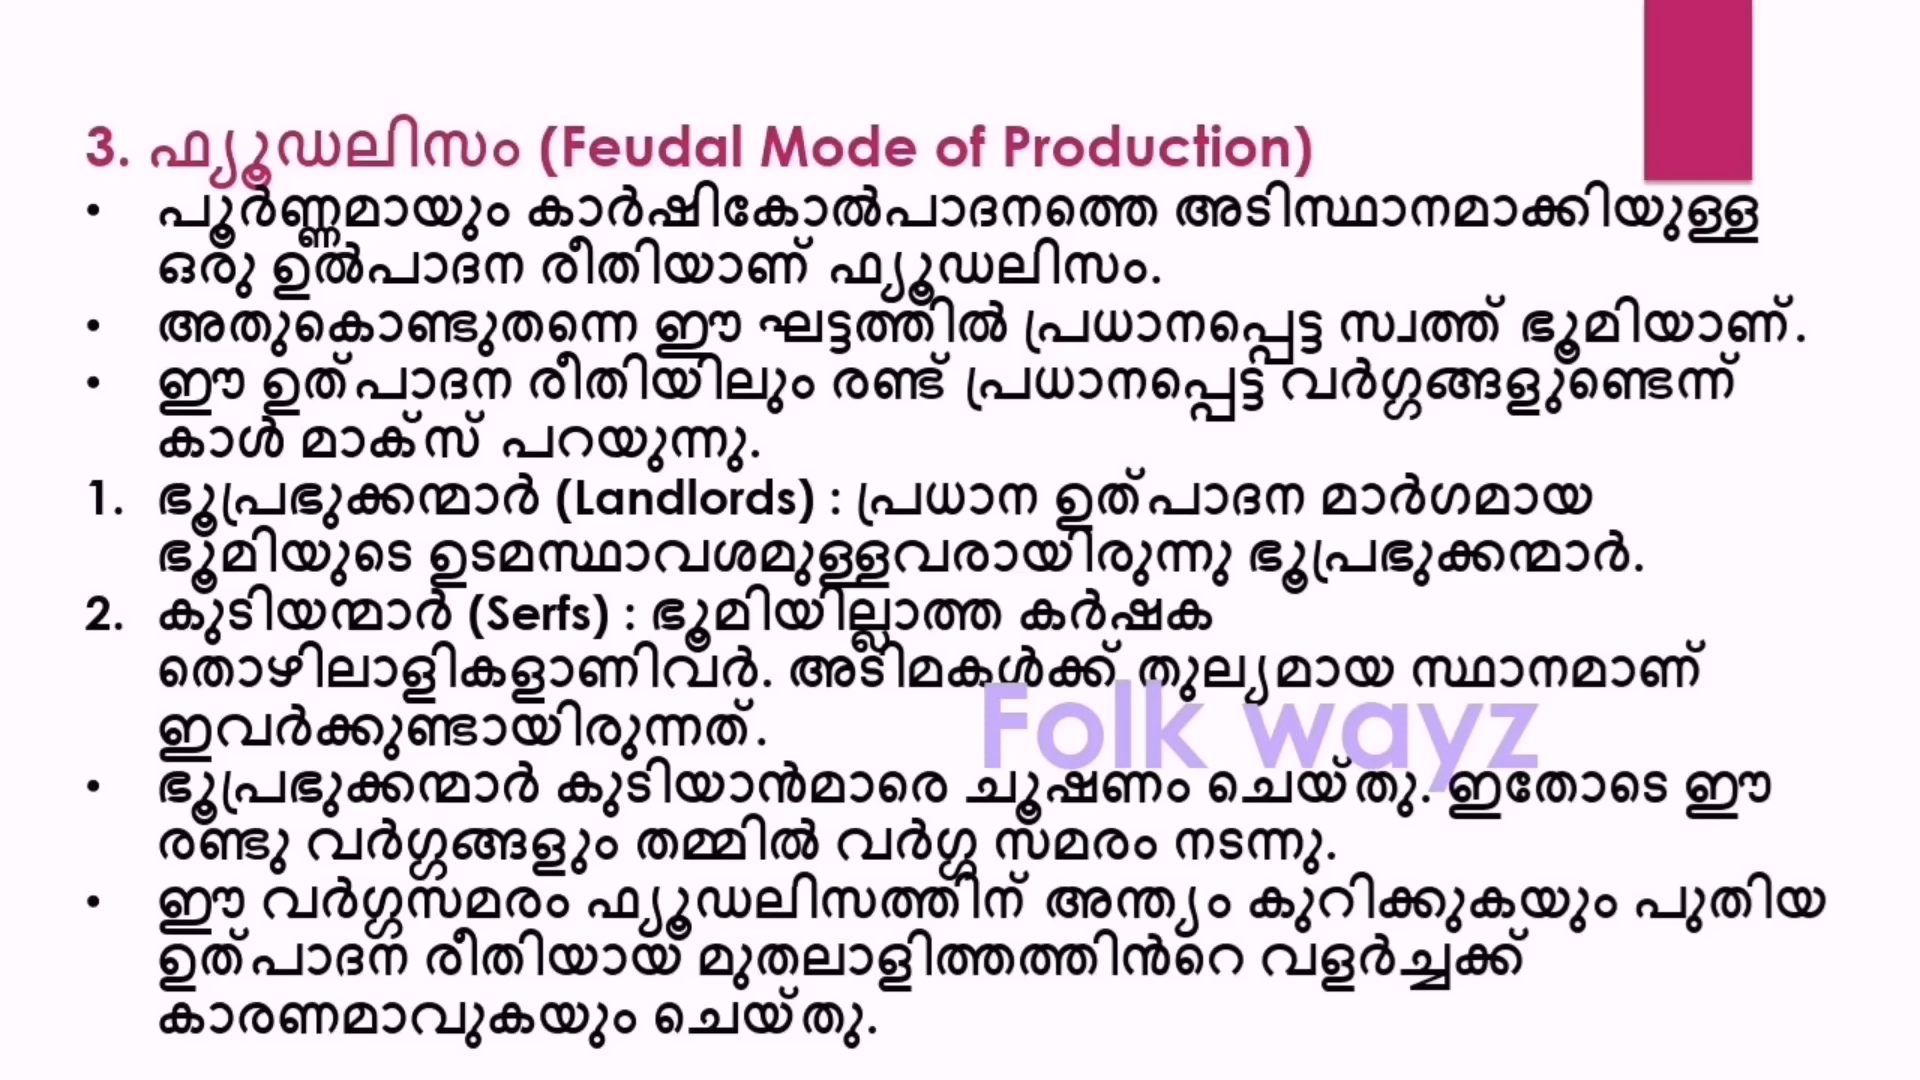 3. ഫ്യൂഡലിസം (Feudal Mode of Production)
• പൂർണ്ണമായും കാർഷികോൽപാദനത്തെ അടിസ്ഥാനമാക്കിയുള്ള
ഒരു ഉൽപാദന രീതിയാണ് ഫ്യൂഡലിസം.
• അതുകൊണ്ടുതന്നെ ഈ ഘട്ടത്തിൽ പ്രധാനപ്പെട്ട സ്വത്ത് ഭൂമിയാണ്.
• ഈ ഉത്പാദന രീതിയിലും രണ്ട് പ്രധാനപ്പെട്ട വർഗ്ഗങ്ങളുണ്ടെന്ന്
കാൾ മാക്സ് പറയുന്നു.
1. ഭൂപ്രഭുക്കന്മാർ (Landlords) : പ്രധാന ഉത്പാദന മാർഗമായ
ഭൂമിയുടെ ഉടമസ്ഥാവശമുള്ളവരായിരുന്നു ഭൂപ്രഭുക്കന്മാർ.
2. കുടിയന്മാർ (Serfs) : ഭൂമിയില്ലാത്ത കർഷക
തൊഴിലാളികളാണിവർ. അടിമകൾക്ക് തുല്യമായ സ്ഥാനമാണ്
ഇവർക്കുണ്ടായിരുന്നത്.
Folk wayz
• ഭൂപ്രഭുക്കന്മാർ കുടിയാൻമാരെ ചൂഷണം ചെയ്തു. ഇതോടെ ഈ
രണ്ടു വർഗ്ഗങ്ങളും തമ്മിൽ വർഗ്ഗ സമരം നടന്നു.
• ഈ വർഗ്ഗസമരം ഫ്യൂഡലിസത്തിന് അന്ത്യം കുറിക്കുകയും പുതിയ
ഉത്പാദന രീതിയായ മുതലാളിത്തത്തിൻറെ വളർച്ചക്ക്
കാരണമാവുകയും ചെയ്തു.